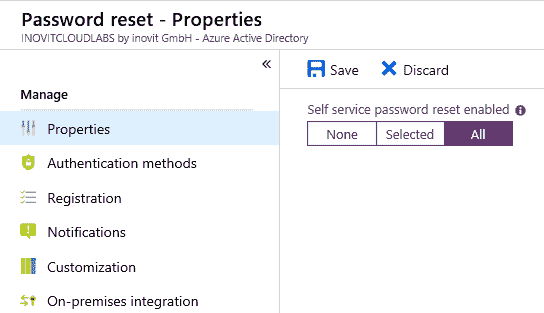 Password reset - Properties
INOVITCLOUDLABS by inovit GmbH - Azure Active Directory
«
Save
Discard
Manage
Properties
Authentication methods
Registration
Notifications
Customization
On-premises integration
Self service password reset enabled
None
Selected
All